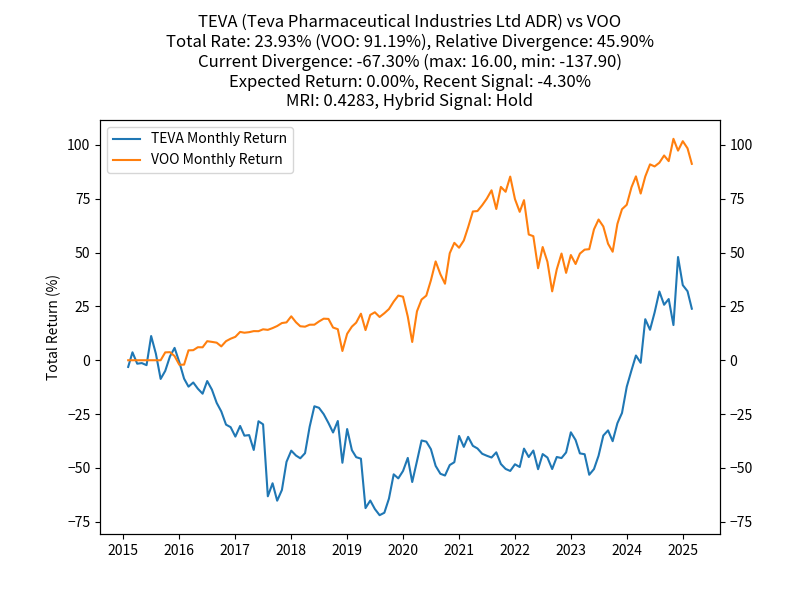 TEVA (Teva Pharmaceutical Industries Ltd ADR) vs VOO
Total Rate: 23.93% (VOO: 91.19%), Relative Divergence: 45.90%
Current Divergence: -67.30% (max: 16.00, min: -137.90)
Expected Return: 0.00%, Recent Signal: -4.30%
MRI: 0.4283, Hybrid Signal: Hold
TEVA Monthly Return
VOO Monthly Return
Total Return (%)
100
75
50
25
0
−25
−50
−75
100
75
50
25
0
−25
−50
−75
2015 2016 2017 2018 2019 2020 2021 2022 2023 2024 2025